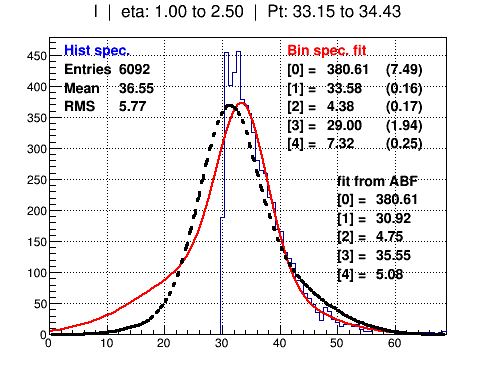 I | eta: 1.00 to 2.50 | Pt: 33.15 to 34.43
Hist spec.
Entries 6092
Mean 36.55
RMS 5.77
Bin spec. fit
[0] = 380.61 (7.49)
[1] = 33.58 (0.16)
[2] = 4.38 (0.17)
[3] = 29.00 (1.94)
[4] = 7.32 (0.25)
fit from ABF
[0] = 380.61
[1] = 30.92
[2] = 4.75
[3] = 35.55
[4] = 5.08
450
400
350
300
250
200
150
100
50
0
0 10 20 30 40 50 60